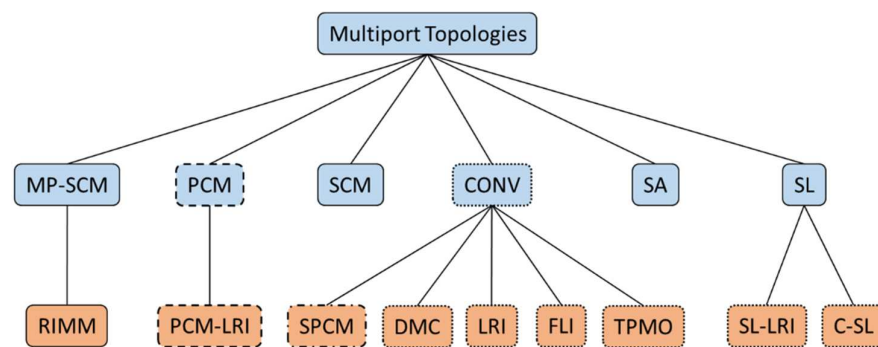 Multiport Topologies
MP-SCM PCM SCM CONV SA SL
RIMM PCM-LRI SPCM DMC LRI FLI TPMO SL-LRI C-SL